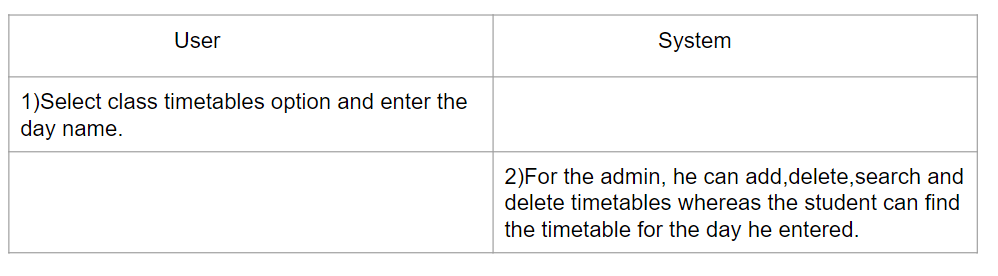 User
System
1)Select class timetables option and enter the
day name.
2)For the admin, he can add,delete,search and
delete timetables whereas the student can find
the timetable for the day he entered.